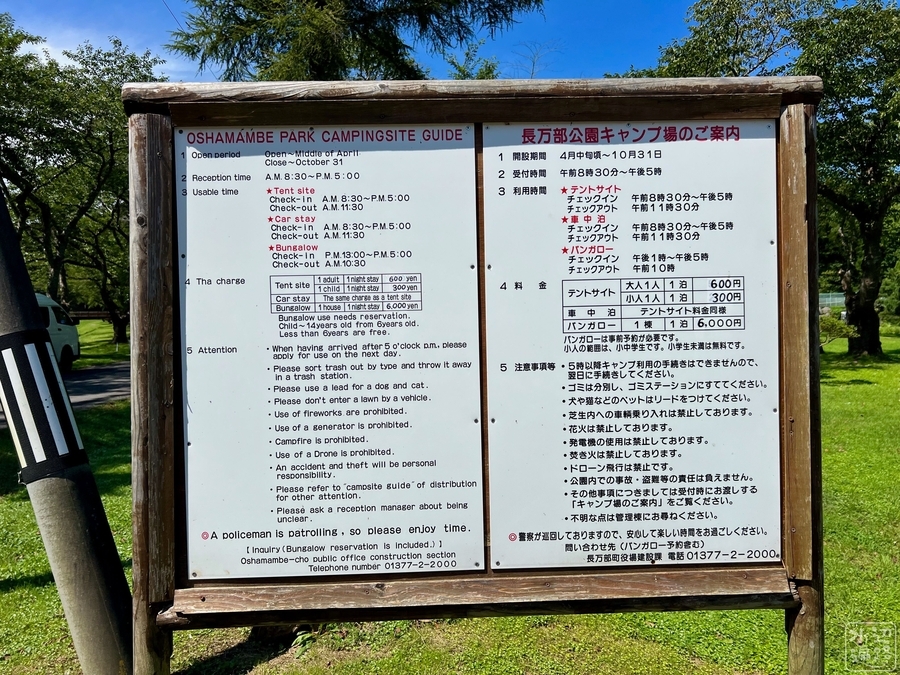 OSHAMAMBE PARK CAMPINGSITE GUIDE
1 Open period Open~Middle of April
Close~October 31
2 Reception time A.M. 8:30~P.M. 5:00
3 Usable time
★Tent site
Check-in A.M. 8:30~P.M. 5:00
Check-out A.M. 11:30
★Car stay
Check-in A.M. 8:30~P.M. 5:00
Check-out A.M. 11:30
★Bungalow
Check-in P.M. 13:00~P.M. 5:00
Check-out A.M. 10:30
4 Tha charge
Tent site 1 adult 1 night stay 600 yen
1 child 1 night stay 300 yen
Car stay The same charge as a tent site
Bungalow 1 house 1 night stay 6,000 yen
Bungalow use needs reservation.
Child~14years old from 6years old.
Less than 6years are free.
5 Attention
・When having arrived after 5 o'clock p.m., please
apply for use on the next day.
・Please sort trash out by type and throw it away
in a trash station.
・Please use a lead for a dog and cat.
・Please don't enter a lawn by a vehicle.
・Use of fireworks are prohibited.
・Use of a generator is prohibited.
・Campfire is prohibited.
・Use of a Drone is prohibited.
・An accident and theft will be personal
responsibility.
・Please refer to "campsite guide" of distribution
for other attention.
・Please ask a reception manager about being
unclear.
◎A policeman is patrolling, so please enjoy time.
【 Inquiry (Bungalow reservation is included.) 】
Oshamambe-cho public office construction section
Telephone number 01377-2-2000
長万部公園キャンプ場のご案内
1 開設期間 4月中旬頃~10月31日
2 受付時間 午前8時30分~午後5時
3 利用時間
★テントサイト
チェックイン 午前8時30分~午後5時
チェックアウト 午前11時30分
★車中泊
チェックイン 午前8時30分~午後5時
チェックアウト 午前11時30分
★バンガロー
チェックイン 午後1時~午後5時
チェックアウト 午前10時
4 料金
テントサイト 大人1人 1泊 600円
小人1人 1泊 300円
車中泊 テントサイト料金同様
バンガロー 1棟 1泊 6,000円
バンガローは事前予約が必要です。
小人の範囲は、小中学生です。小学生未満は無料です。
5 注意事項等
・5時以降キャンプ利用の手続きはできませんので、
翌日に手続きしてください。
・ゴミは分別し、ゴミステーションにすててください。
・犬や猫などのペットはリードをつけてください。
・芝生内への車輌乗り入れは禁止しております。
・花火は禁止しております。
・発電機の使用は禁止しております。
・焚き火は禁止しております。
・ドローン飛行は禁止です。
・公園内での事故・盗難等の責任は負えません。
・その他事項につきましては受付時にお渡しする
「キャンプ場のご案内」をご覧ください。
・不明な点は管理棟にお尋ねください。
◎警察が巡回しておりますので、安心して楽しい時間をお過ごしください。
問い合わせ先(バンガロー予約含む)
長万部町役場建設課 電話01377-2-2000